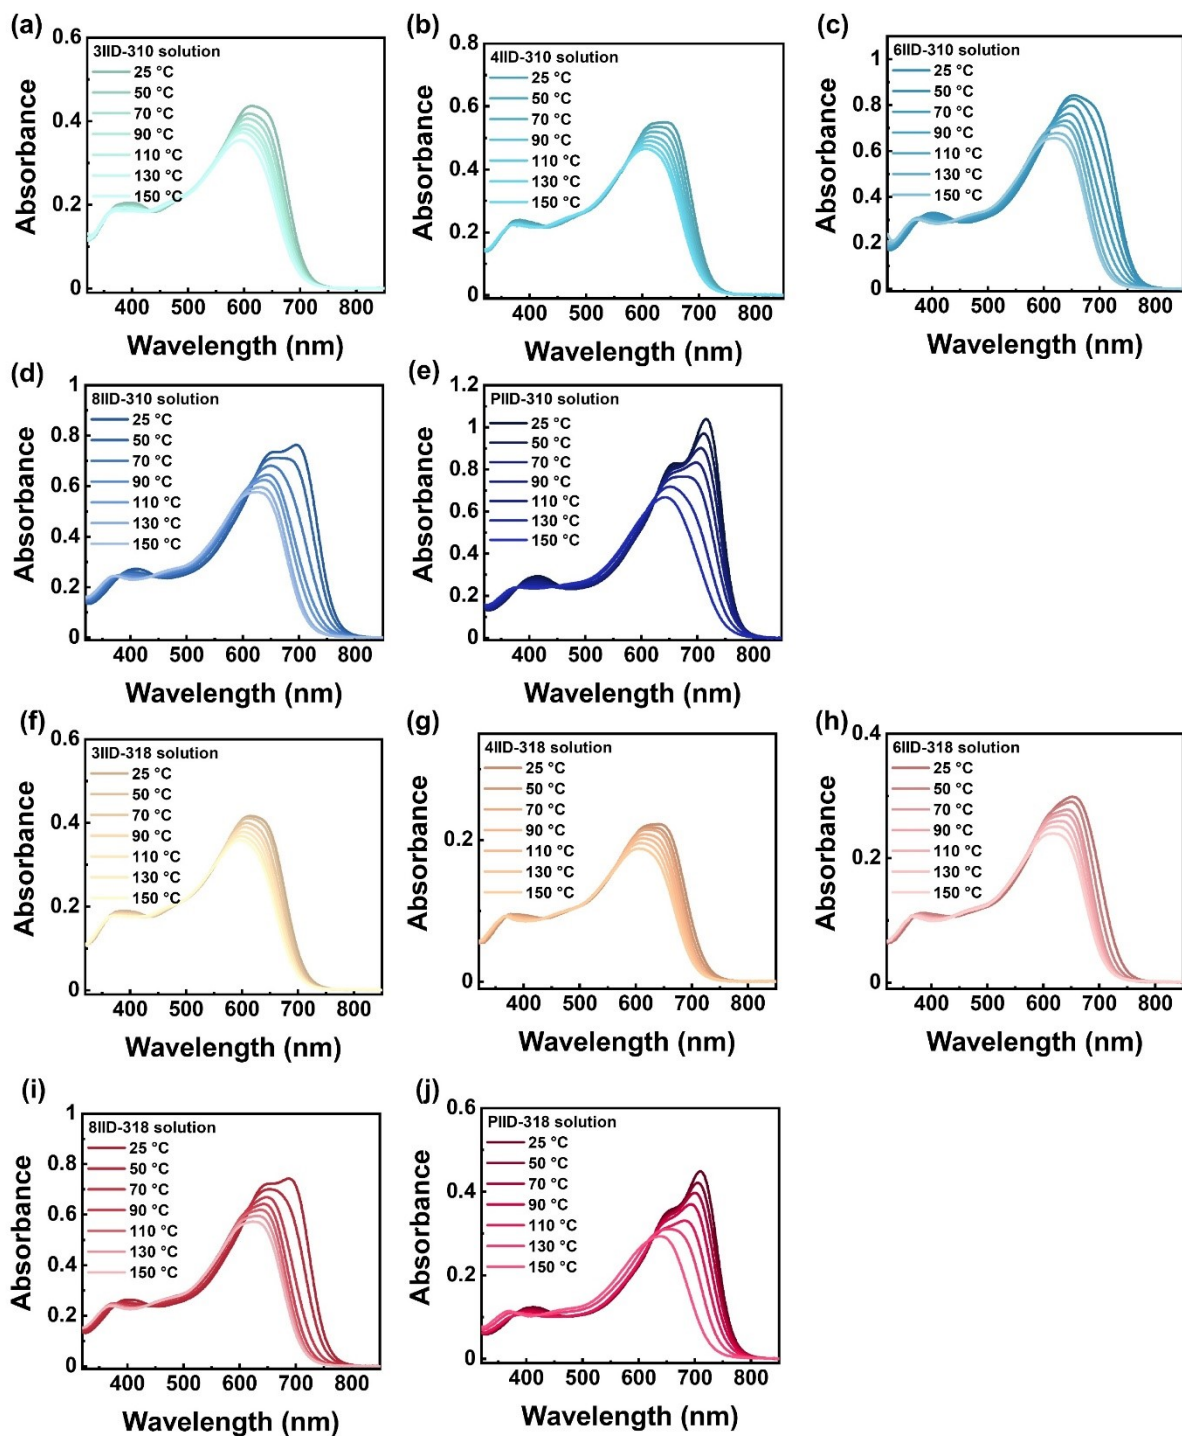 (a)
0.6
3IID-310 solution
25 °C
50 °C
70 °C
90 °C
110 °C
130 °C
150 °C
0.4
0.2
0
Absorbance
400 500 600 700 800
Wavelength (nm)
(b)
0.8
4IID-310 solution
25 °C
50 °C
70 °C
90 °C
110 °C
130 °C
150 °C
0.6
0.4
0.2
0.0
Absorbance
400 500 600 700 800
Wavelength (nm)
(c)
1
6IID-310 solution
25 °C
50 °C
70 °C
90 °C
110 °C
130 °C
150 °C
0.8
0.6
0.4
0.2
0
Absorbance
400 500 600 700 800
Wavelength (nm)
(d)
1
8IID-310 solution
25 °C
50 °C
70 °C
90 °C
110 °C
130 °C
150 °C
0.8
0.6
0.4
0.2
0
Absorbance
400 500 600 700 800
Wavelength (nm)
(e)
1.2
PIID-310 solution
25 °C
50 °C
70 °C
90 °C
110 °C
130 °C
150 °C
1
0.8
0.6
0.4
0.2
0
Absorbance
400 500 600 700 800
Wavelength (nm)
(f)
0.6
3IID-318 solution
25 °C
50 °C
70 °C
90 °C
110 °C
130 °C
150 °C
0.4
0.2
0
Absorbance
400 500 600 700 800
Wavelength (nm)
(g)
4IID-318 solution
25 °C
50 °C
70 °C
90 °C
110 °C
130 °C
150 °C
0.2
0
Absorbance
400 500 600 700 800
Wavelength (nm)
(h)
0.4
6IID-318 solution
25 °C
50 °C
70 °C
90 °C
110 °C
130 °C
150 °C
0.2
0
Absorbance
400 500 600 700 800
Wavelength (nm)
(i)
1
8IID-318 solution
25 °C
50 °C
70 °C
90 °C
110 °C
130 °C
150 °C
0.8
0.6
0.4
0.2
0
Absorbance
400 500 600 700 800
Wavelength (nm)
(j)
0.6
PIID-318 solution
25 °C
50 °C
70 °C
90 °C
110 °C
130 °C
150 °C
0.4
0.2
0
Absorbance
400 500 600 700 800
Wavelength (nm)